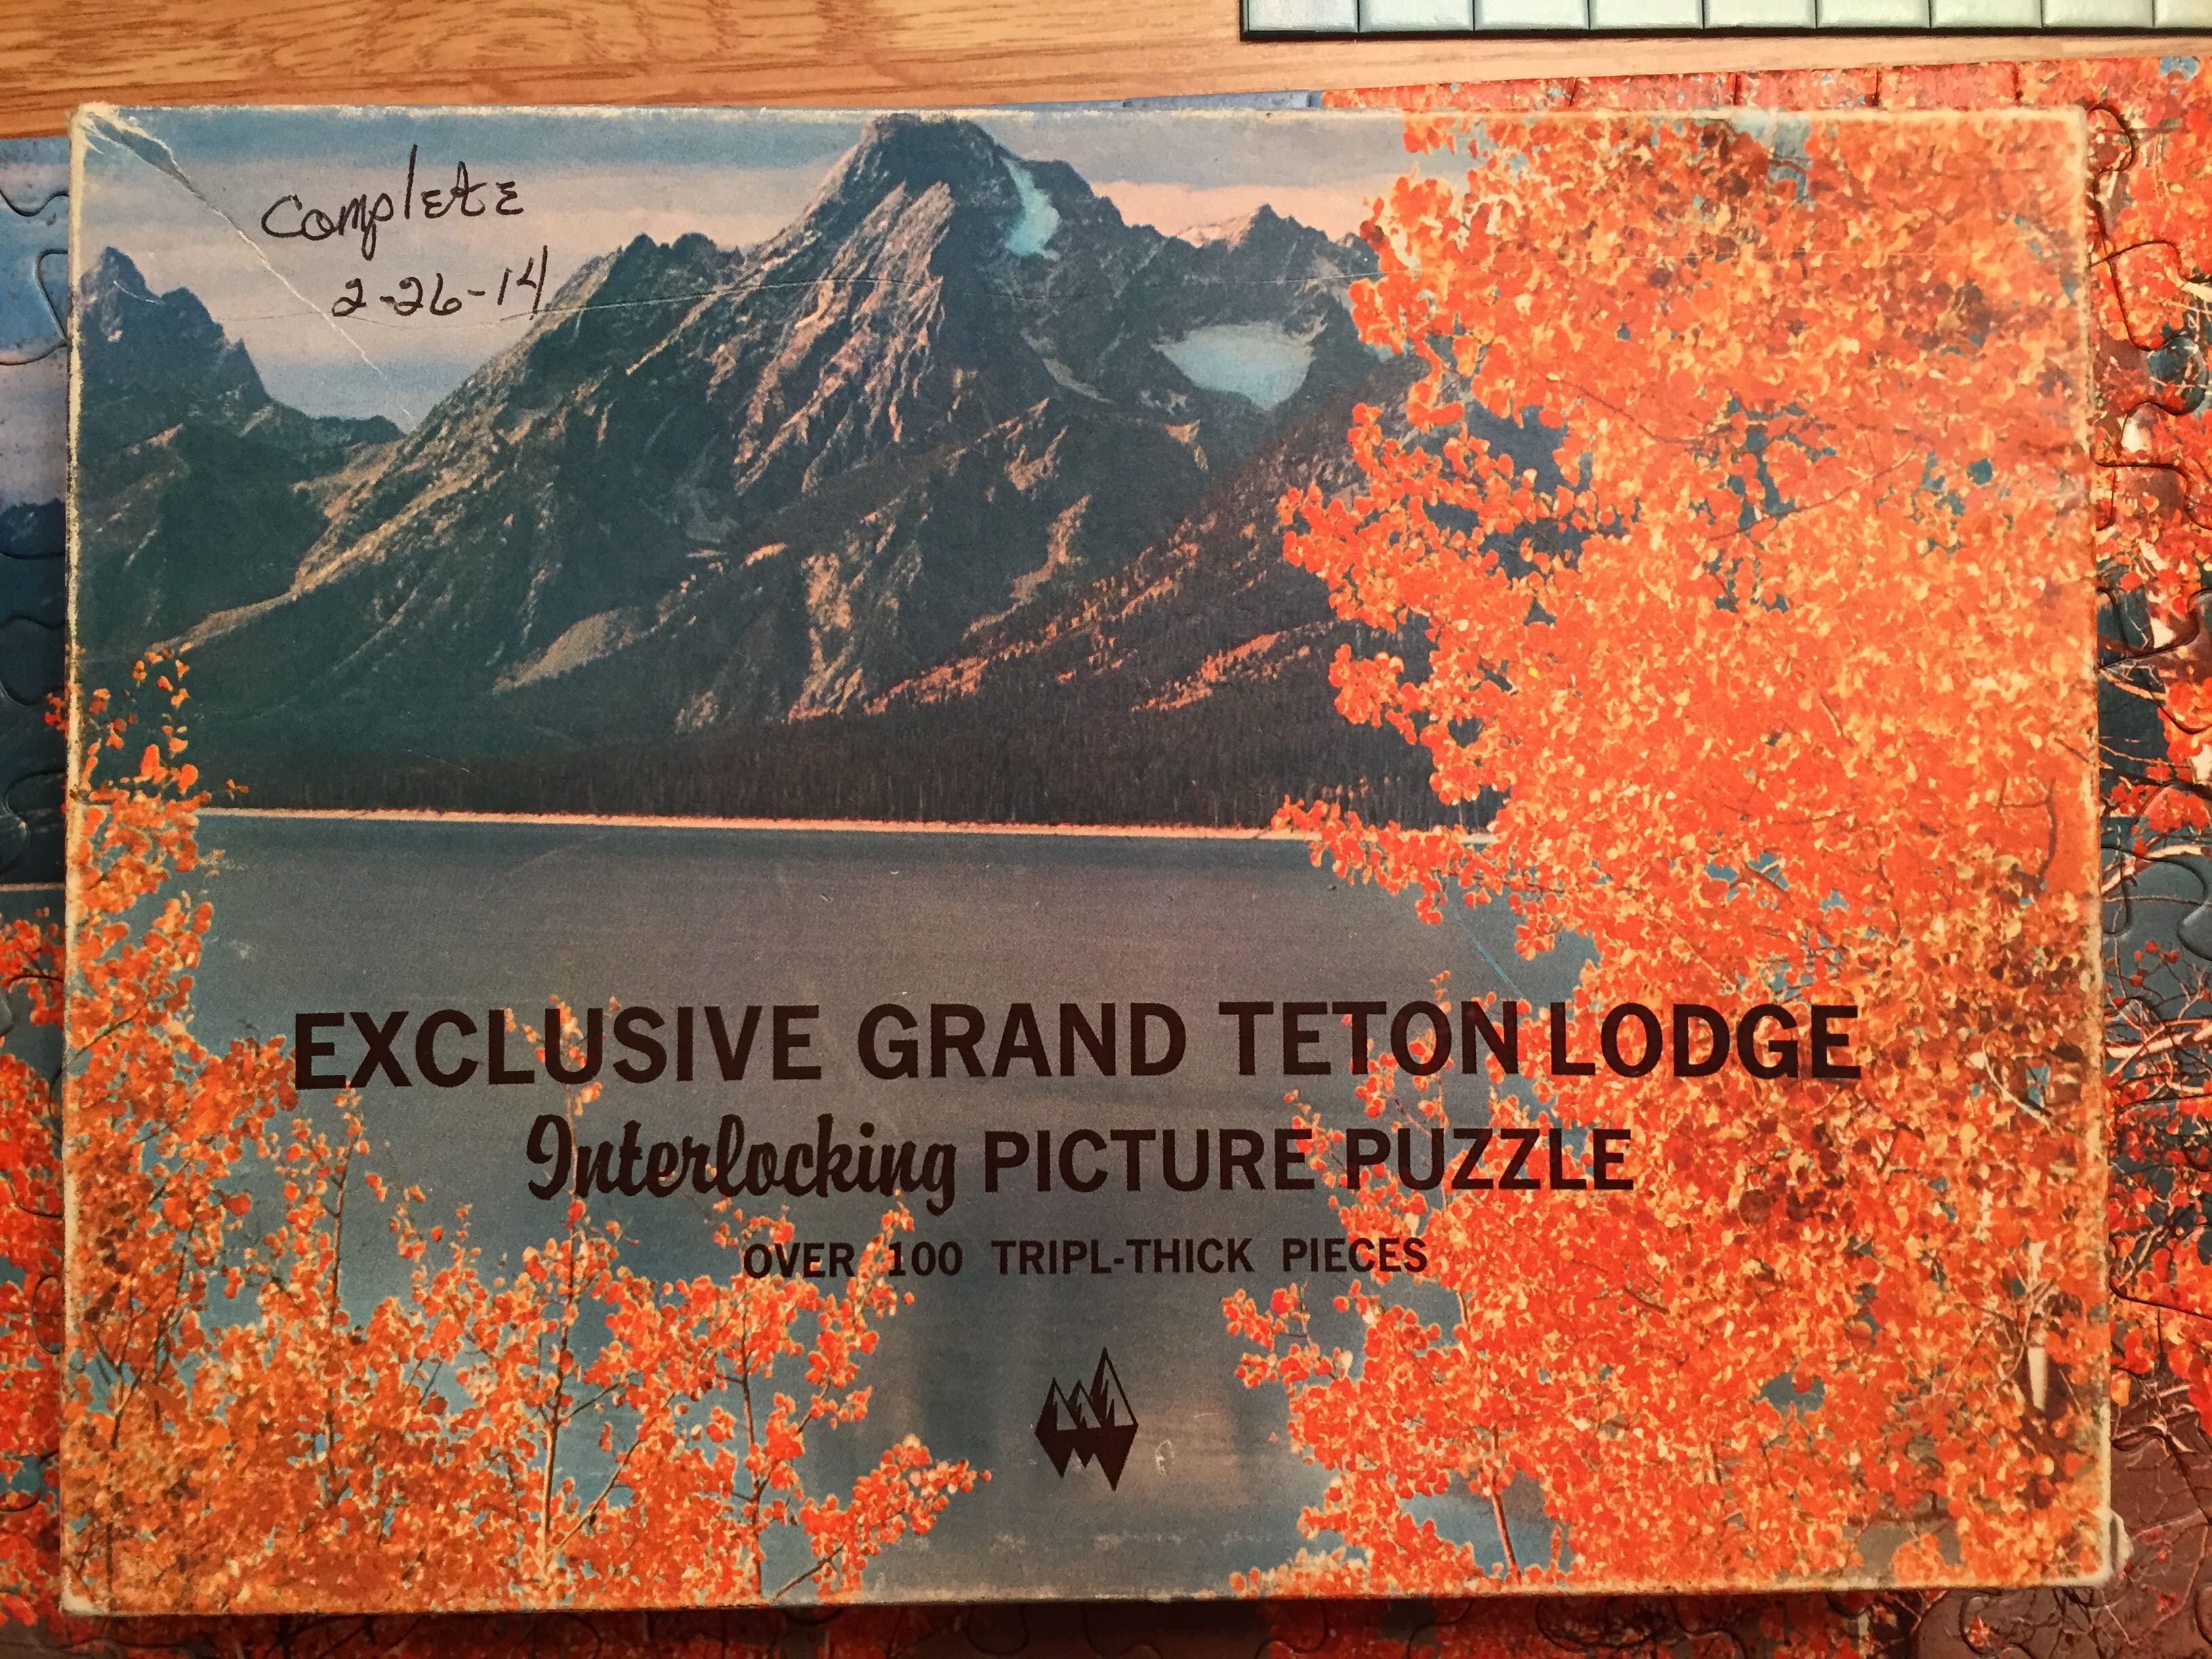 Complete
2-26-14
EXCLUSIVE GRAND TETON LODGE
Interlocking PICTURE PUZZLE
OVER 100 TRIPL-THICK PIECES